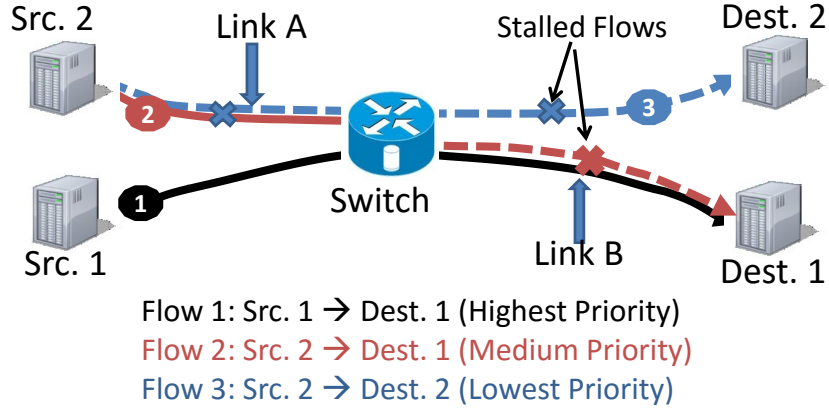 Src. 2
Link A
Stalled Flows
Dest. 2
2
3
1
Switch
Src. 1
Link B
Dest. 1
Flow 1: Src. 1 → Dest. 1 (Highest Priority)
Flow 2: Src. 2 → Dest. 1 (Medium Priority)
Flow 3: Src. 2 → Dest. 2 (Lowest Priority)